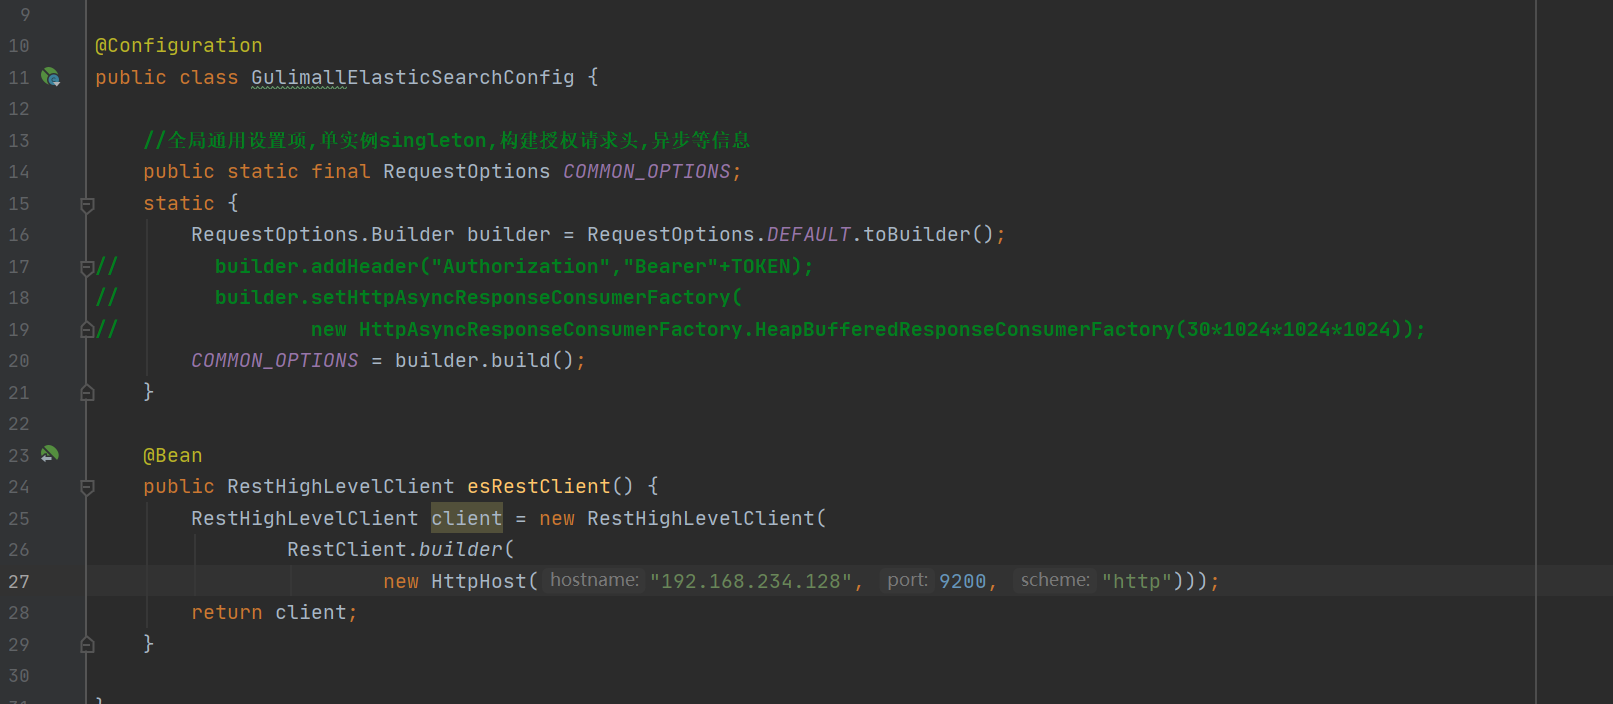 9
10 @Configuration
11 public class GulimallElasticSearchConfig {
12
13 //全局通用设置项,单实例singleton,构建授权请求头,异步等信息
14 public static final RequestOptions COMMON_OPTIONS;
15 static {
16 RequestOptions.Builder builder = RequestOptions.DEFAULT.toBuilder();
17 // builder.addHeader("Authorization","Bearer"+TOKEN);
18 // builder.setHttpAsyncResponseConsumerFactory(
19 // new HttpAsyncResponseConsumerFactory.HeapBufferedResponseConsumerFactory(30*1024*1024*1024));
20 COMMON_OPTIONS = builder.build();
21 }
22
23 @Bean
24 public RestHighLevelClient esRestClient() {
25 RestHighLevelClient client = new RestHighLevelClient(
26 RestClient.builder(
27 new HttpHost( hostname: "192.168.234.128", port: 9200, scheme: "http")));
28 return client;
29 }
30
31 }